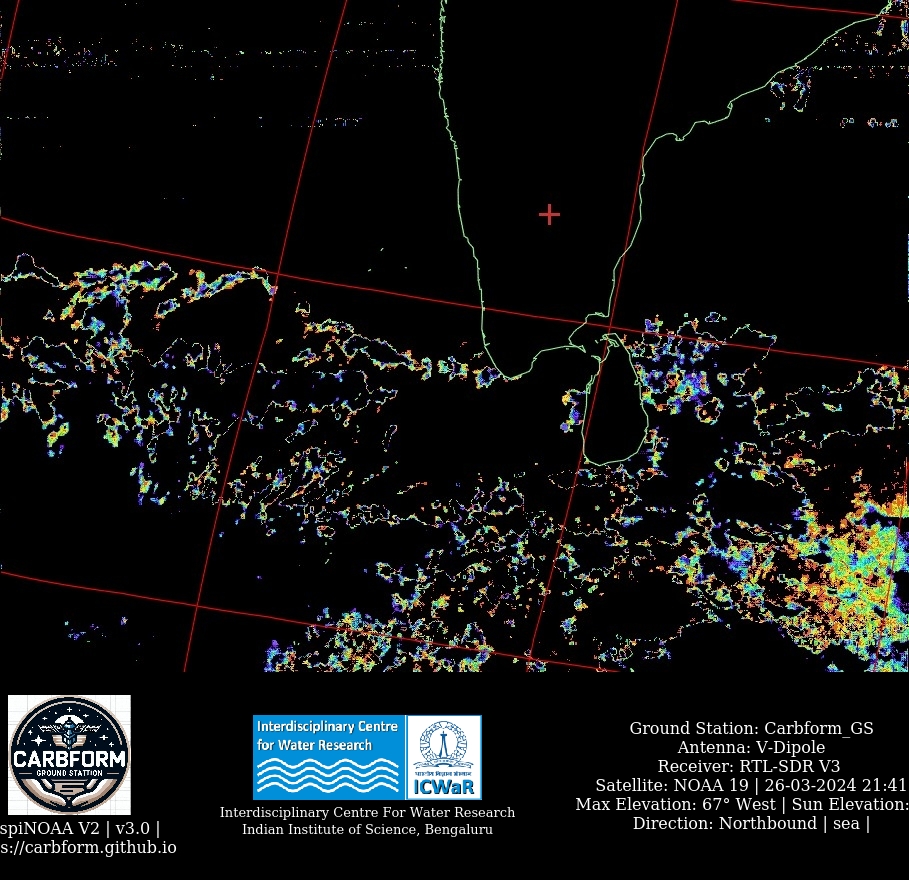 CARBFORM
GROUND STATION
spiNOAA V2 | v3.0 |
s://carbform.github.io
Interdisciplinary Centre
for Water Research
ICWaR
Interdisciplinary Centre For Water Research
Indian Institute of Science, Bengaluru
Ground Station: Carbform_GS
Antenna: V-Dipole
Receiver: RTL-SDR V3
Satellite: NOAA 19 | 26-03-2024 21:41
Max Elevation: 67° West | Sun Elevation:
Direction: Northbound | sea |